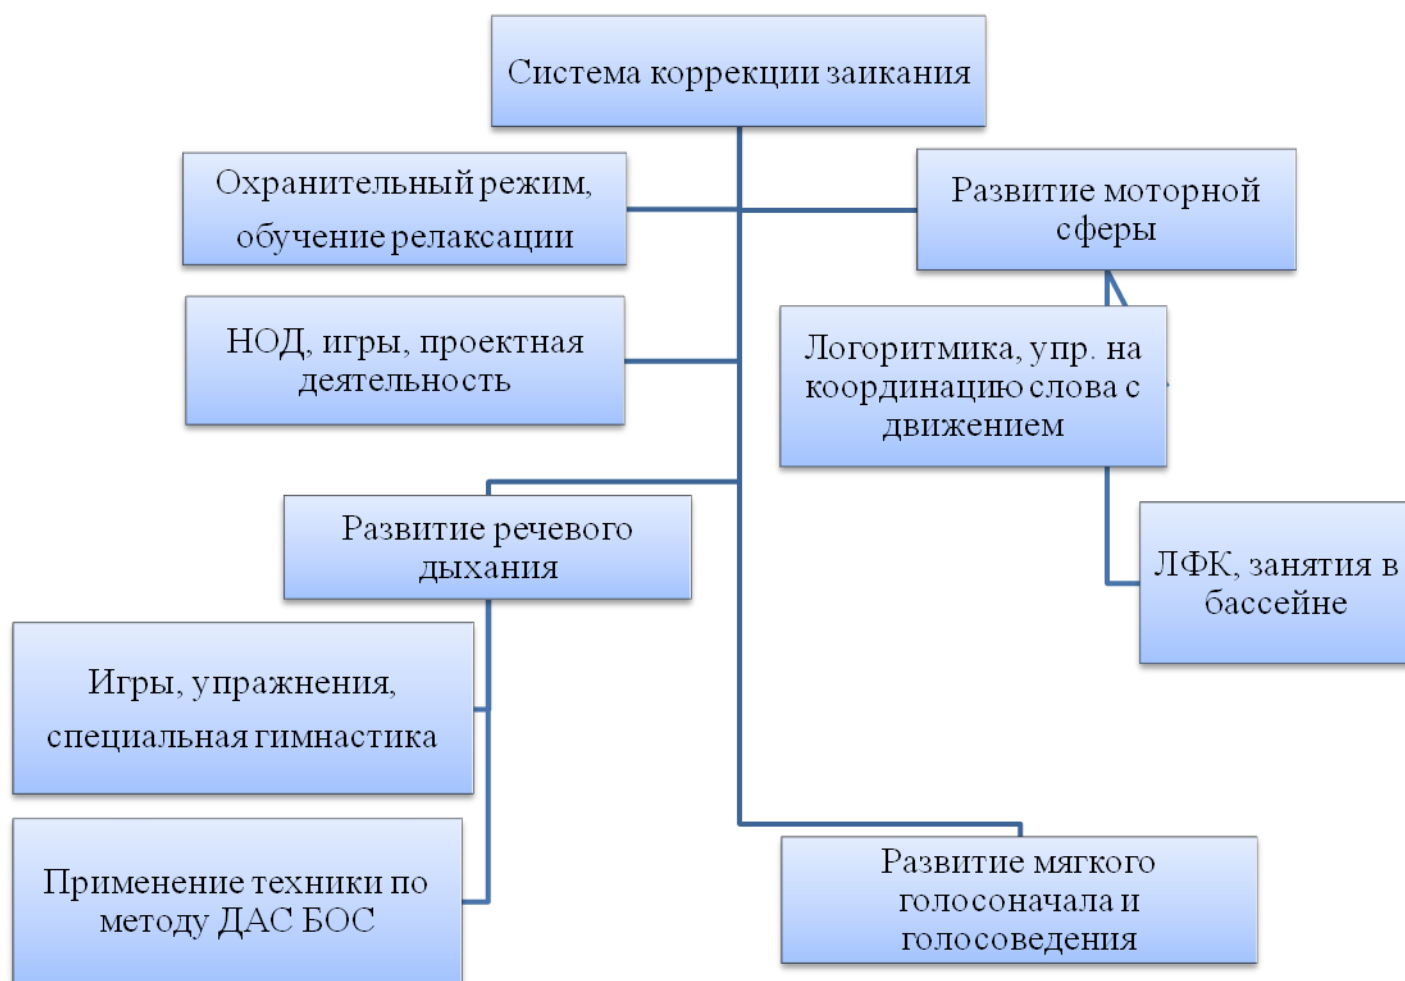 Система коррекции заикания
Охранительный режим,
обучение релаксации
Развитие моторной
сферы
НОД, игры, проектная
деятельность
Логоритмика, упр. на
координацию слова с
движением
Развитие речевого
дыхания
ЛФК, занятия в
бассейне
Игры, упражнения,
специальная гимнастика
Применение техники по
методу ДАС БОС
Развитие мягкого
голосоначала и
голосоведения